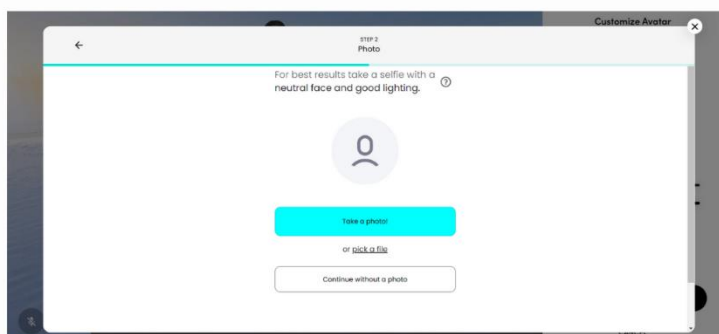 Customize Avatar
STEP 2
Photo
For best results take a selfie with a
neutral face and good lighting.
Take a photo!
or pick a file
Continue without a photo